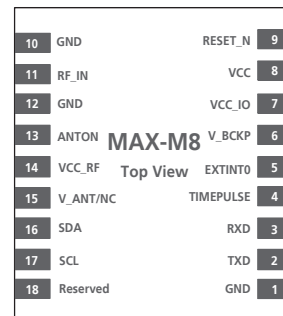 10 GND RESET_N 9
11 RF_IN VCC 8
12 GND VCC_IO 7
13 ANTON MAX-M8 V_BCKP 6
14 VCC_RF Top View EXTINT0 5
15 V_ANT/NC TIMEPULSE 4
16 SDA RXD 3
17 SCL TXD 2
18 Reserved GND 1